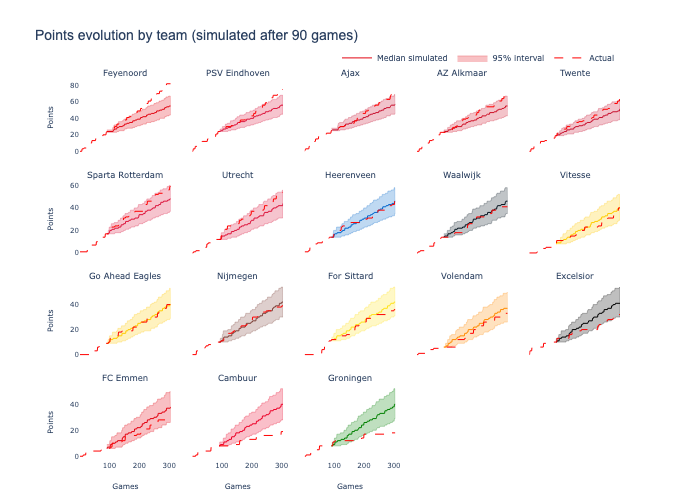 Points evolution by team (simulated after 90 games)
Median simulated 95% interval Actual
Feyenoord PSV Eindhoven Ajax AZ Alkmaar Twente
80
60
40
20
0
Points
Sparta Rotterdam Utrecht Heerenveen Waalwijk Vitesse
60
40
20
0
Points
Go Ahead Eagles Nijmegen For Sittard Volendam Excelsior
40
20
0
Points
FC Emmen Cambuur Groningen
40
20
0
Points
100 200 300 100 200 300 100 200 300
Games Games Games